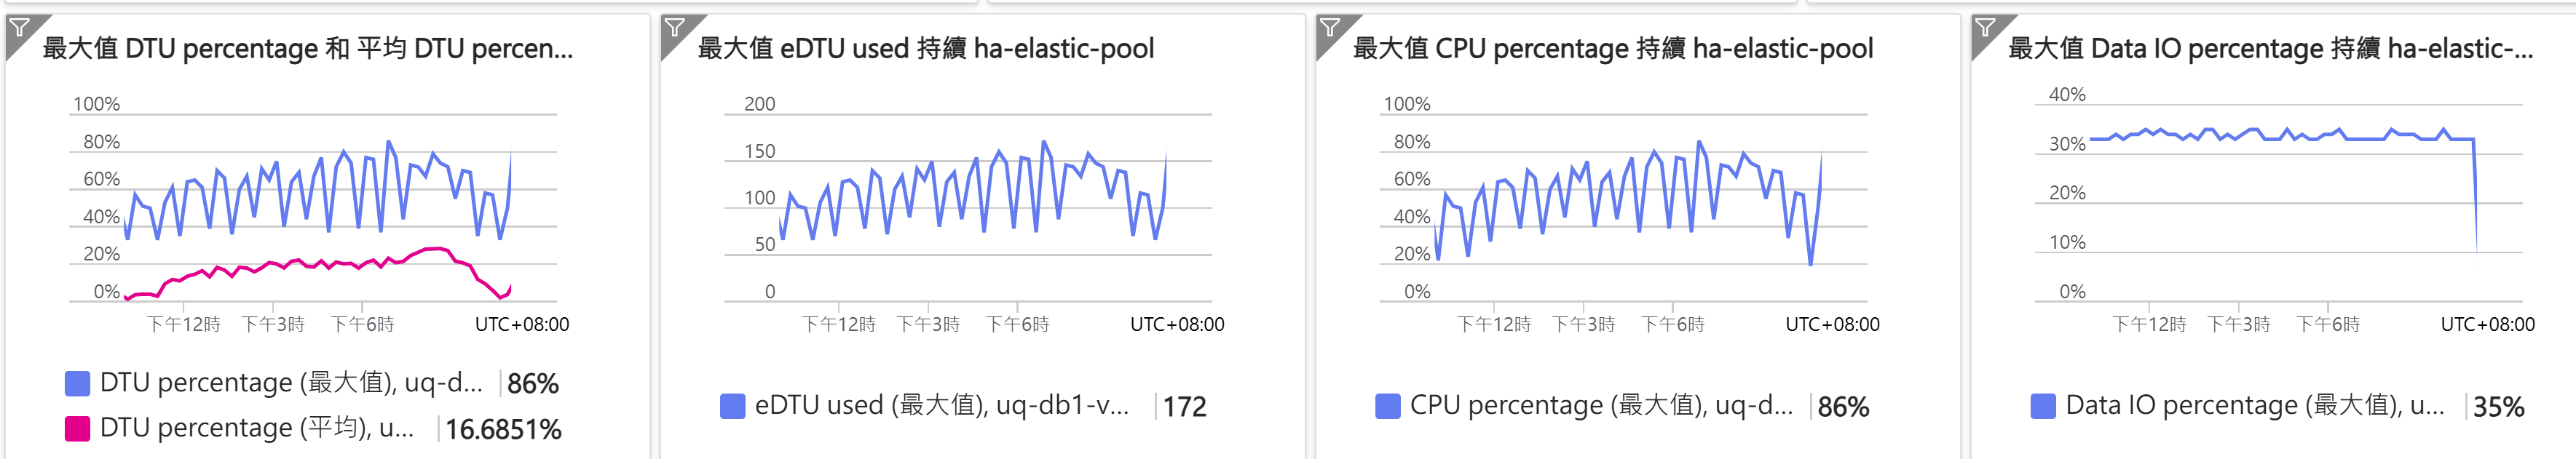 最大值 DTU percentage 和 平均 DTU percen...
100%
80%
60%
40%
20%
0%
下午12時 下午3時 下午6時 UTC+08:00
DTU percentage (最大值), uq-d... 86%
DTU percentage (平均), u... 16.6851%
最大值 eDTU used 持續 ha-elastic-pool
200
150
100
50
0
下午12時 下午3時 下午6時 UTC+08:00
eDTU used (最大值), uq-db1-v... 172
最大值 CPU percentage 持續 ha-elastic-pool
100%
80%
60%
40%
20%
0%
下午12時 下午3時 下午6時 UTC+08:00
CPU percentage (最大值), uq-d... 86%
最大值 Data IO percentage 持續 ha-elastic-...
40%
30%
20%
10%
0%
下午12時 下午3時 下午6時 UTC+08:00
Data IO percentage (最大值), u... 35%